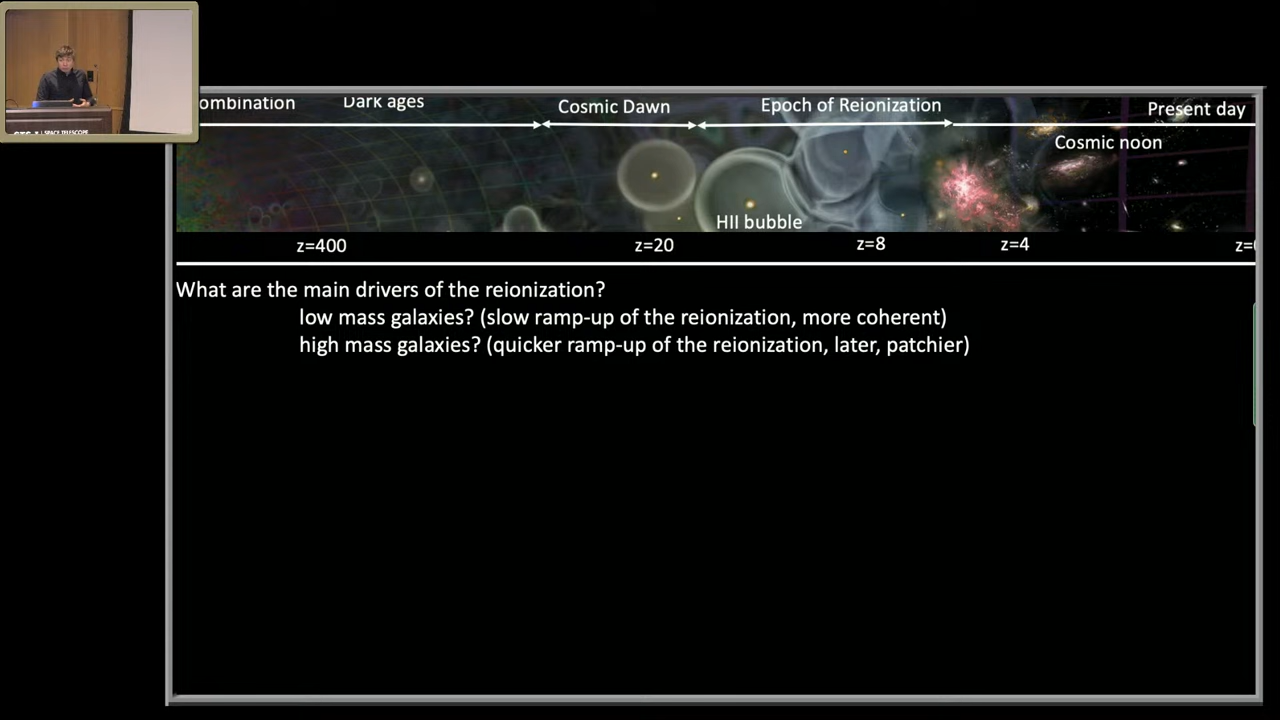 ombination Dark ages Cosmic Dawn Epoch of Reionization Present day
Cosmic noon
HII bubble
z=400 z=20 z=8 z=4 z=
What are the main drivers of the reionization?
low mass galaxies? (slow ramp-up of the reionization, more coherent)
high mass galaxies? (quicker ramp-up of the reionization, later, patchier)
SPACE TELESCOPE